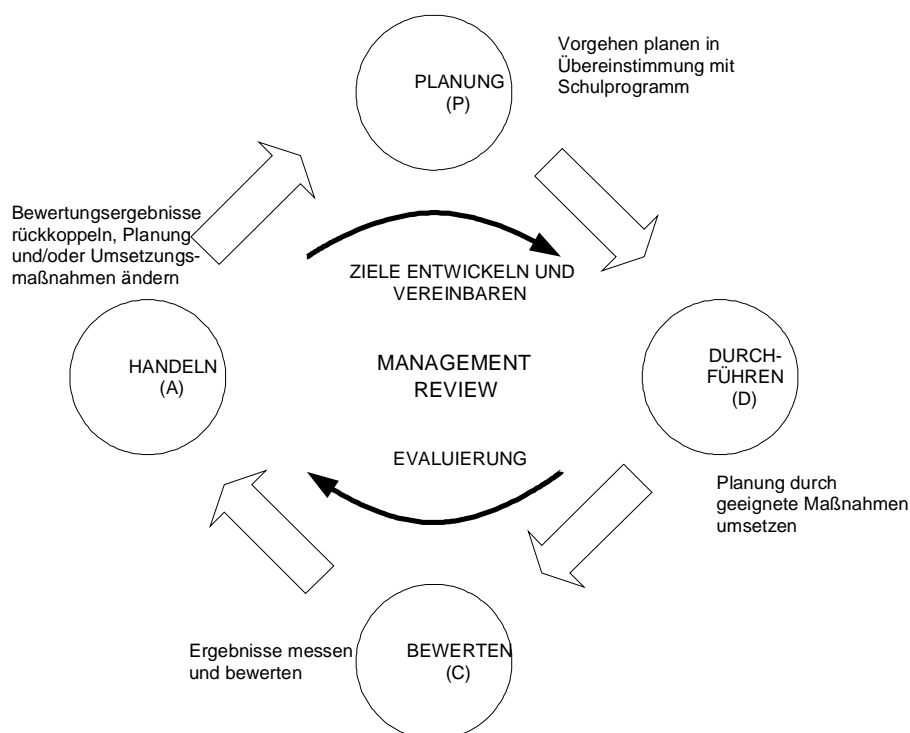 PLANUNG
(P)
Vorgehen planen in
Übereinstimmung mit
Schulprogramm
Bewertungsergebnisse
rückkoppeln, Planung
und/oder Umsetzungs-
maßnahmen ändern
ZIELE ENTWICKELN UND
VEREINBAREN
HANDELN
(A)
MANAGEMENT
REVIEW
DURCH-
FÜHREN
(D)
EVALUIERUNG
Planung durch
geeignete Maßnahmen
umsetzen
Ergebnisse messen
und bewerten
BEWERTEN
(C)